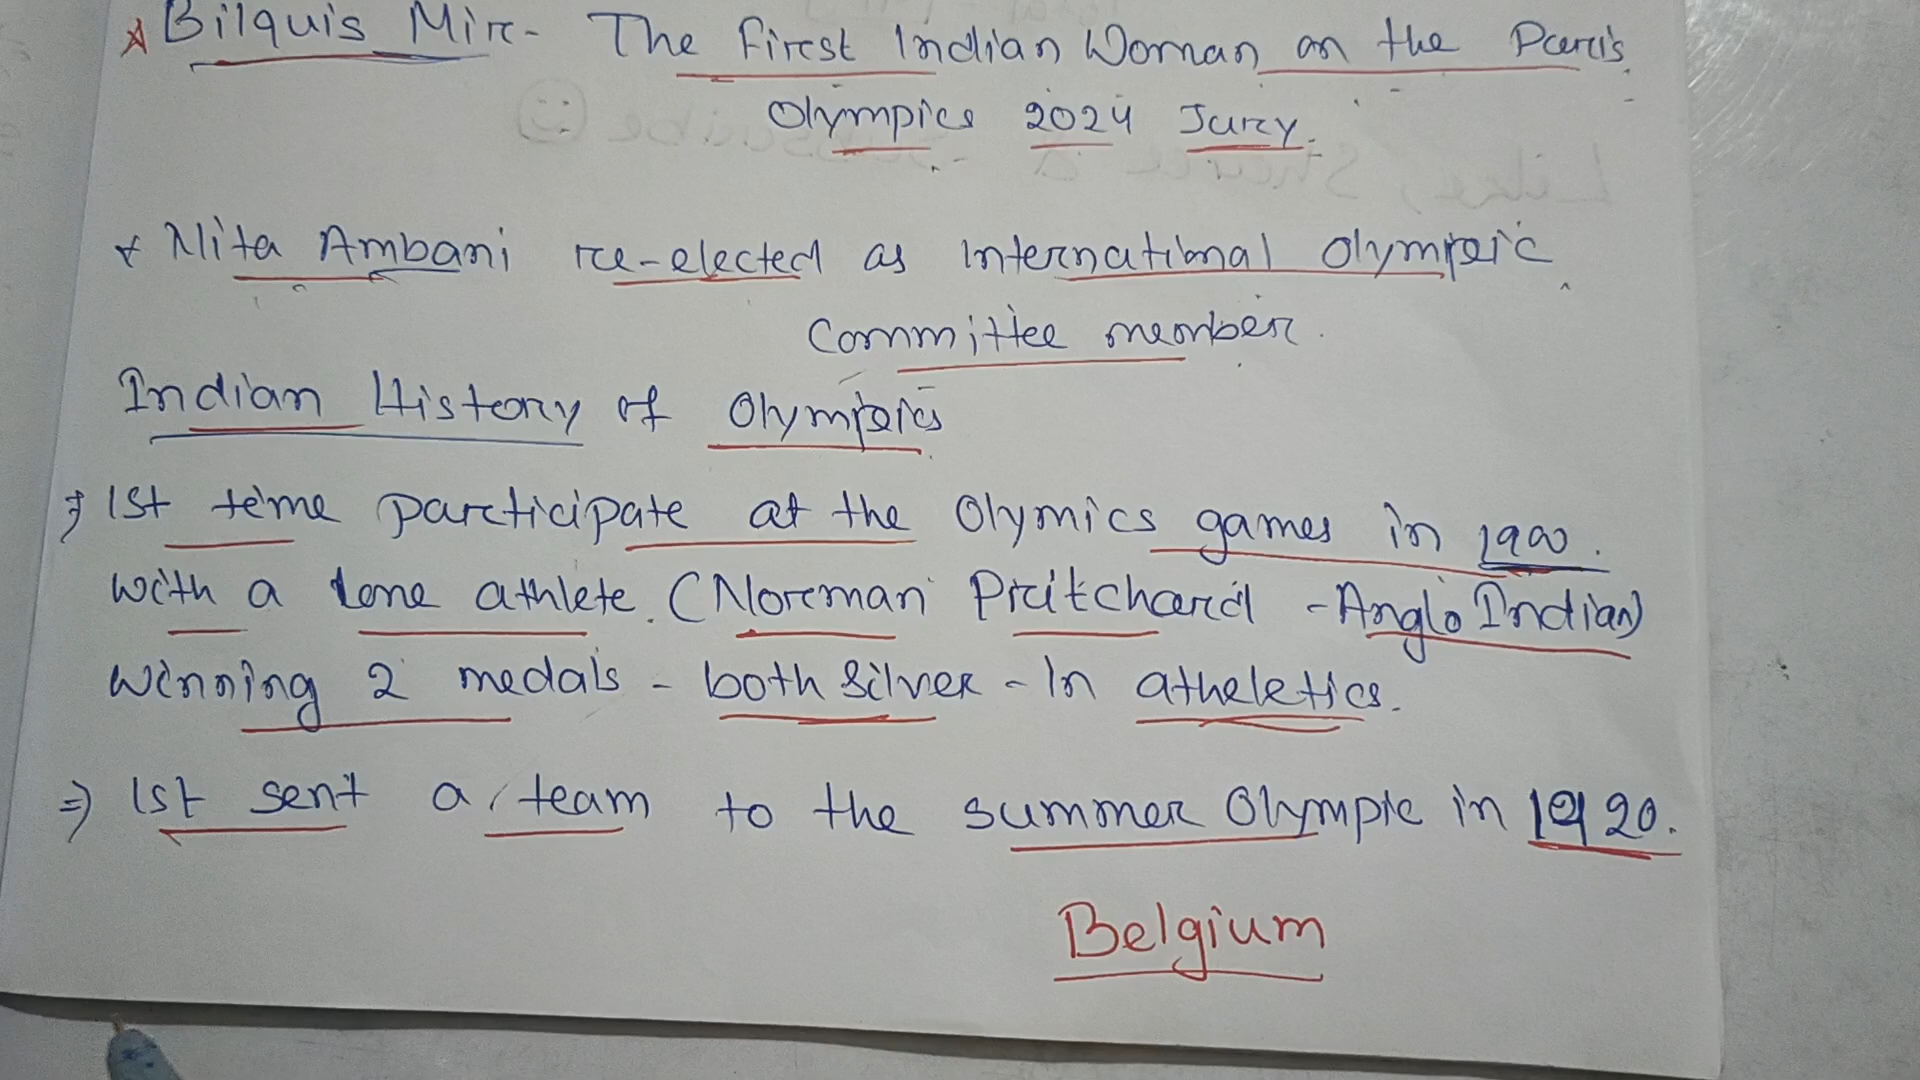 Bilquis Mir- The first Indian Woman on the Paris
Olympics 2024 Jury.
Nita Ambani re-elected as International Olympic
Committee member.
Indian History of Olympics
⇒ 1st time participate at the Olymics games in 1900.
with a lone athlete. (Norman Pritchard - Anglo Indian)
winning 2 medals - both Silver - In atheletics.
⇒ 1st sent a team to the summer Olympic in 1920.
Belgium